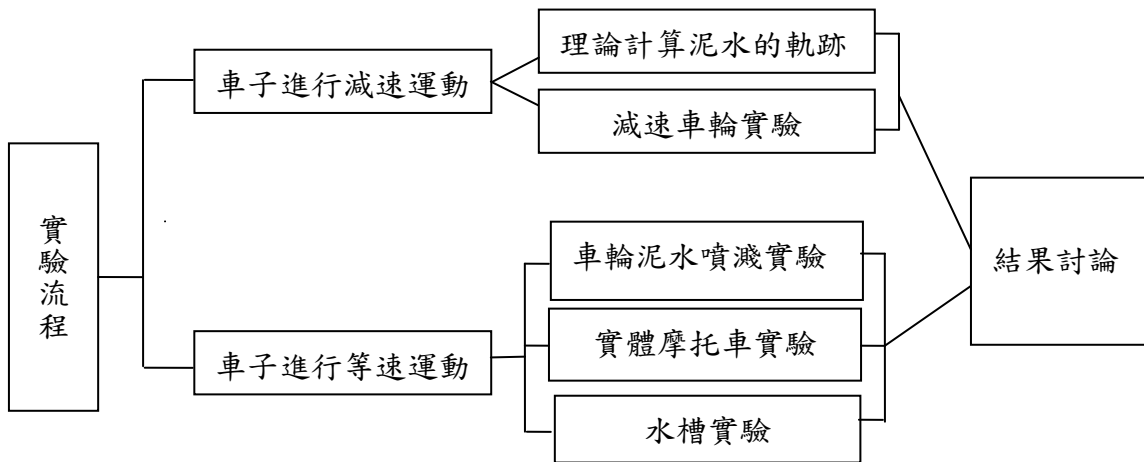 實驗流程
車子進行減速運動
理論計算泥水的軌跡
減速車輪實驗
車子進行等速運動
車輪泥水噴濺實驗
實體摩托車實驗
水槽實驗
結果討論